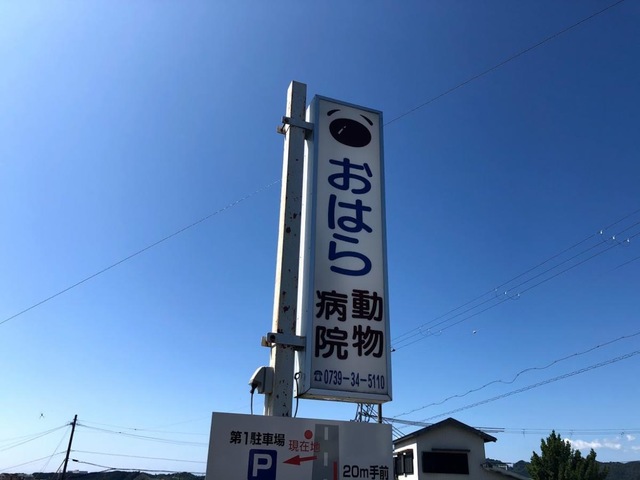 おはら
動物
病院
☎0739-34-5110
第1駐車場
現在地
P
20m手前